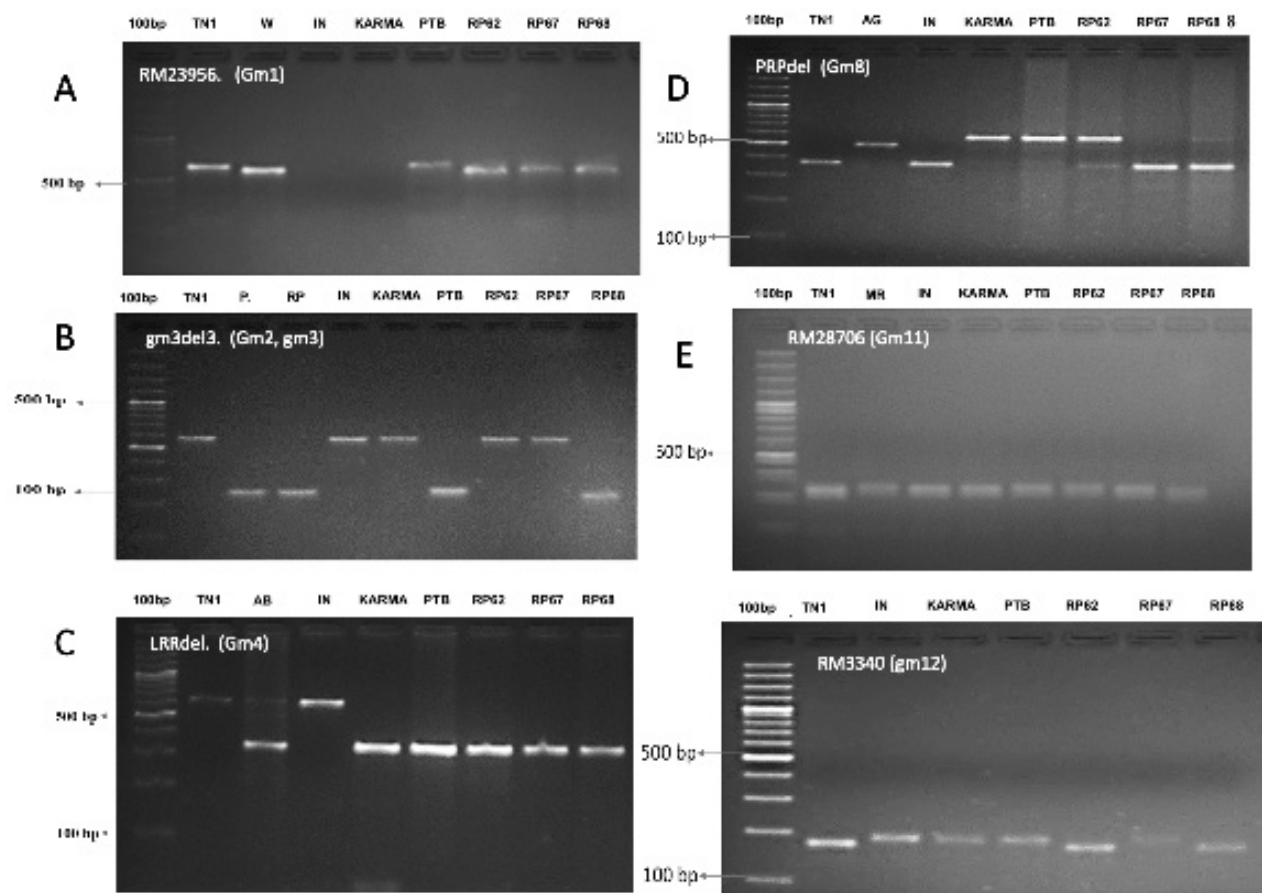 100bp TN1 W IN KARMA PTB RP62 RP67 RP68
A
RM23956. (Gm1)
500 bp
100bp TN1 P. RP IN KARMA PTB RP62 RP67 RP68
B
gm3del3. (Gm2, gm3)
500 bp
100 bp
100bp TN1 AB IN KARMA PTB RP62 RP67 RP68
C
LRRdel. (Gm4)
500 bp
100 bp
100bp TN1 AG IN KARMA PTB RP62 RP67 RP68 8
D
PRPdel (Gm8)
500 bp
100 bp
100bp TN1 MR IN KARMA PTB RP62 RP67 RP68
E
RM28706 (Gm11)
500 bp
100bp TN1 IN KARMA PTB RP62 RP67 RP68
RM3340 (gm12)
500 bp
100 bp